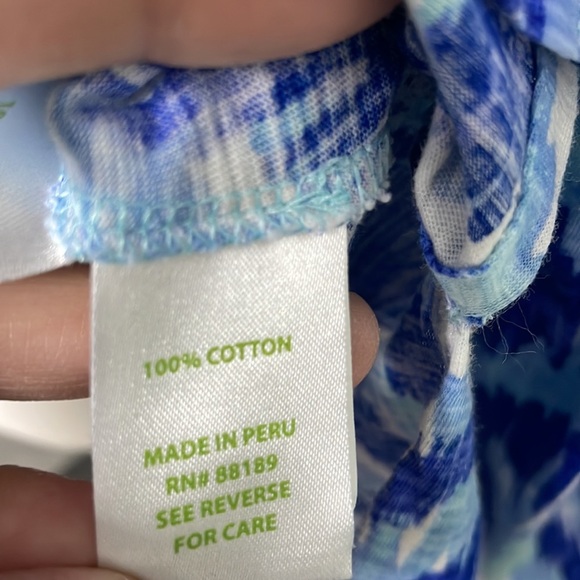 100% COTTON
MADE IN PERU
RN# 88189
SEE REVERSE
FOR CARE